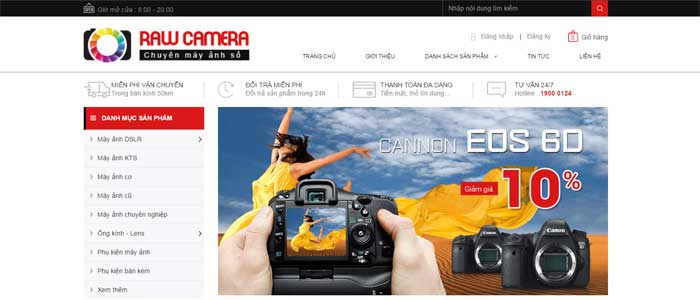 Giờ mở cửa : 8:00 - 20:00
Nhập nội dung tìm kiếm
RAW CAMERA
Chuyên máy ảnh số
Đăng nhập | Đăng ký
0 Giỏ hàng
TRANG CHỦ GIỚI THIỆU DANH SÁCH SẢN PHẨM TIN TỨC LIÊN HỆ
MIỄN PHÍ VẬN CHUYỂN
Trong bán kính 50km
ĐỔI TRẢ MIỄN PHÍ
Đổi trả sản phẩm trong 24h
THANH TOÁN ĐA DẠNG
Tiền mặt, thẻ tín dụng...
TƯ VẤN 24/7
Hotline : 1900 0124
DANH MỤC SẢN PHẨM
Máy ảnh DSLR
Máy ảnh KTS
Máy ảnh cơ
Máy ảnh cũ
Máy ảnh chuyên nghiệp
Ống kính - Lens
Phụ kiện máy ảnh
Phụ kiện bán kèm
Xem thêm
CANNON EOS 6D
Giảm giá 10%
Canon
Canon